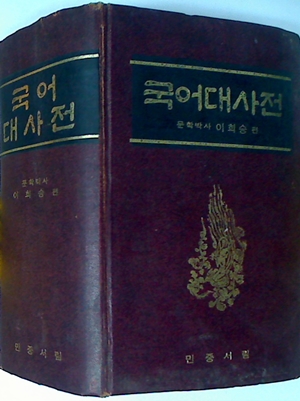 국어
대사전
문학박사
이희승 편
민중서림
국어대사전
문학박사 이희승 편
민중서림